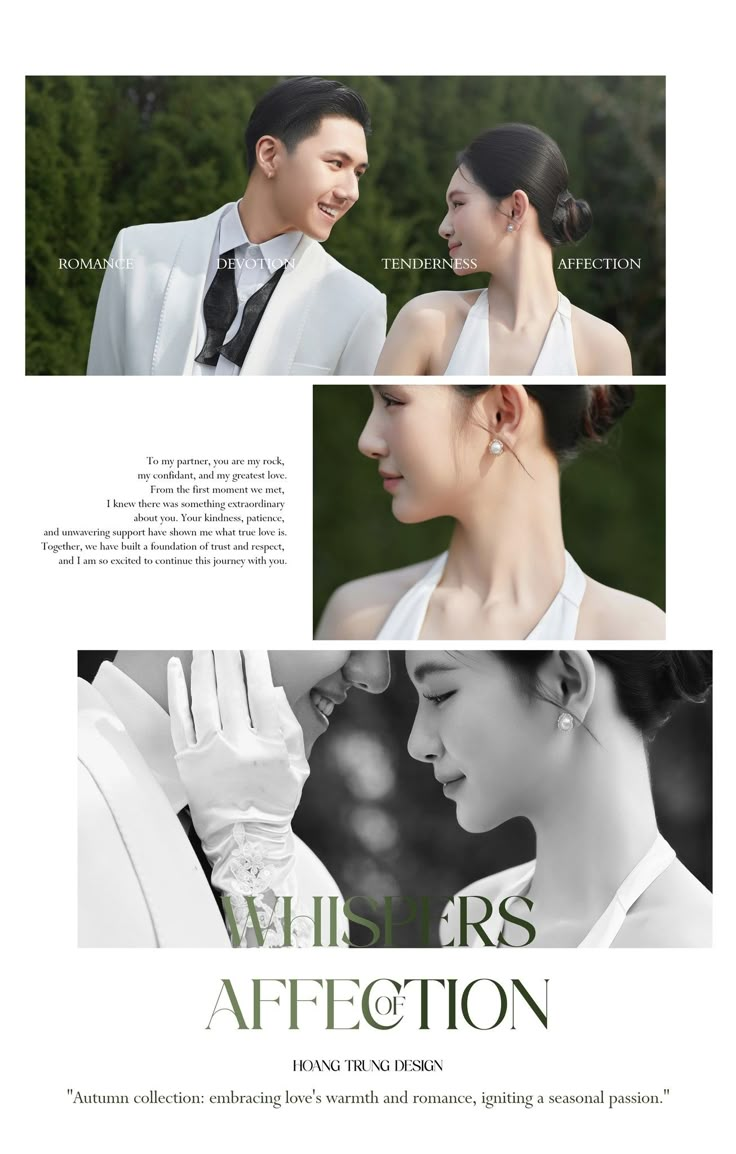 ROMANCE DEVOTION TENDERNESS AFFECTION
To my partner, you are my rock,
my confidant, and my greatest love.
From the first moment we met,
I knew there was something extraordinary
about you. Your kindness, patience,
and unwavering support have shown me what true love is.
Together, we have built a foundation of trust and respect,
and I am so excited to continue this journey with you.
WHISPERS
OF
AFFECTION
HOANG TRUNG DESIGN
"Autumn collection: embracing love's warmth and romance, igniting a seasonal passion."